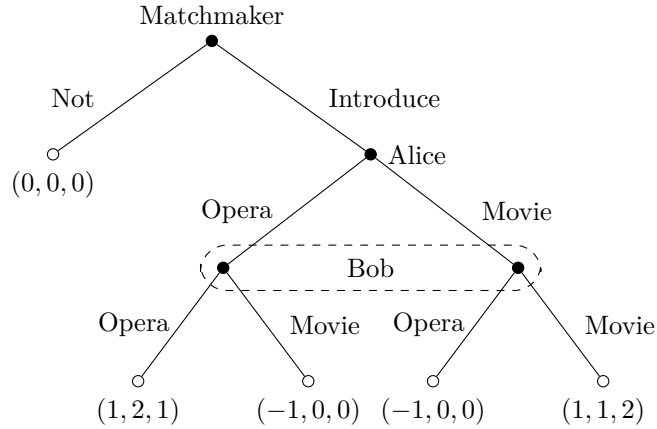 Matchmaker
Not
Introduce
(0, 0, 0)
Alice
Opera
Movie
Bob
Opera
Movie
Opera
Movie
(1, 2, 1)
(−1, 0, 0)
(−1, 0, 0)
(1, 1, 2)